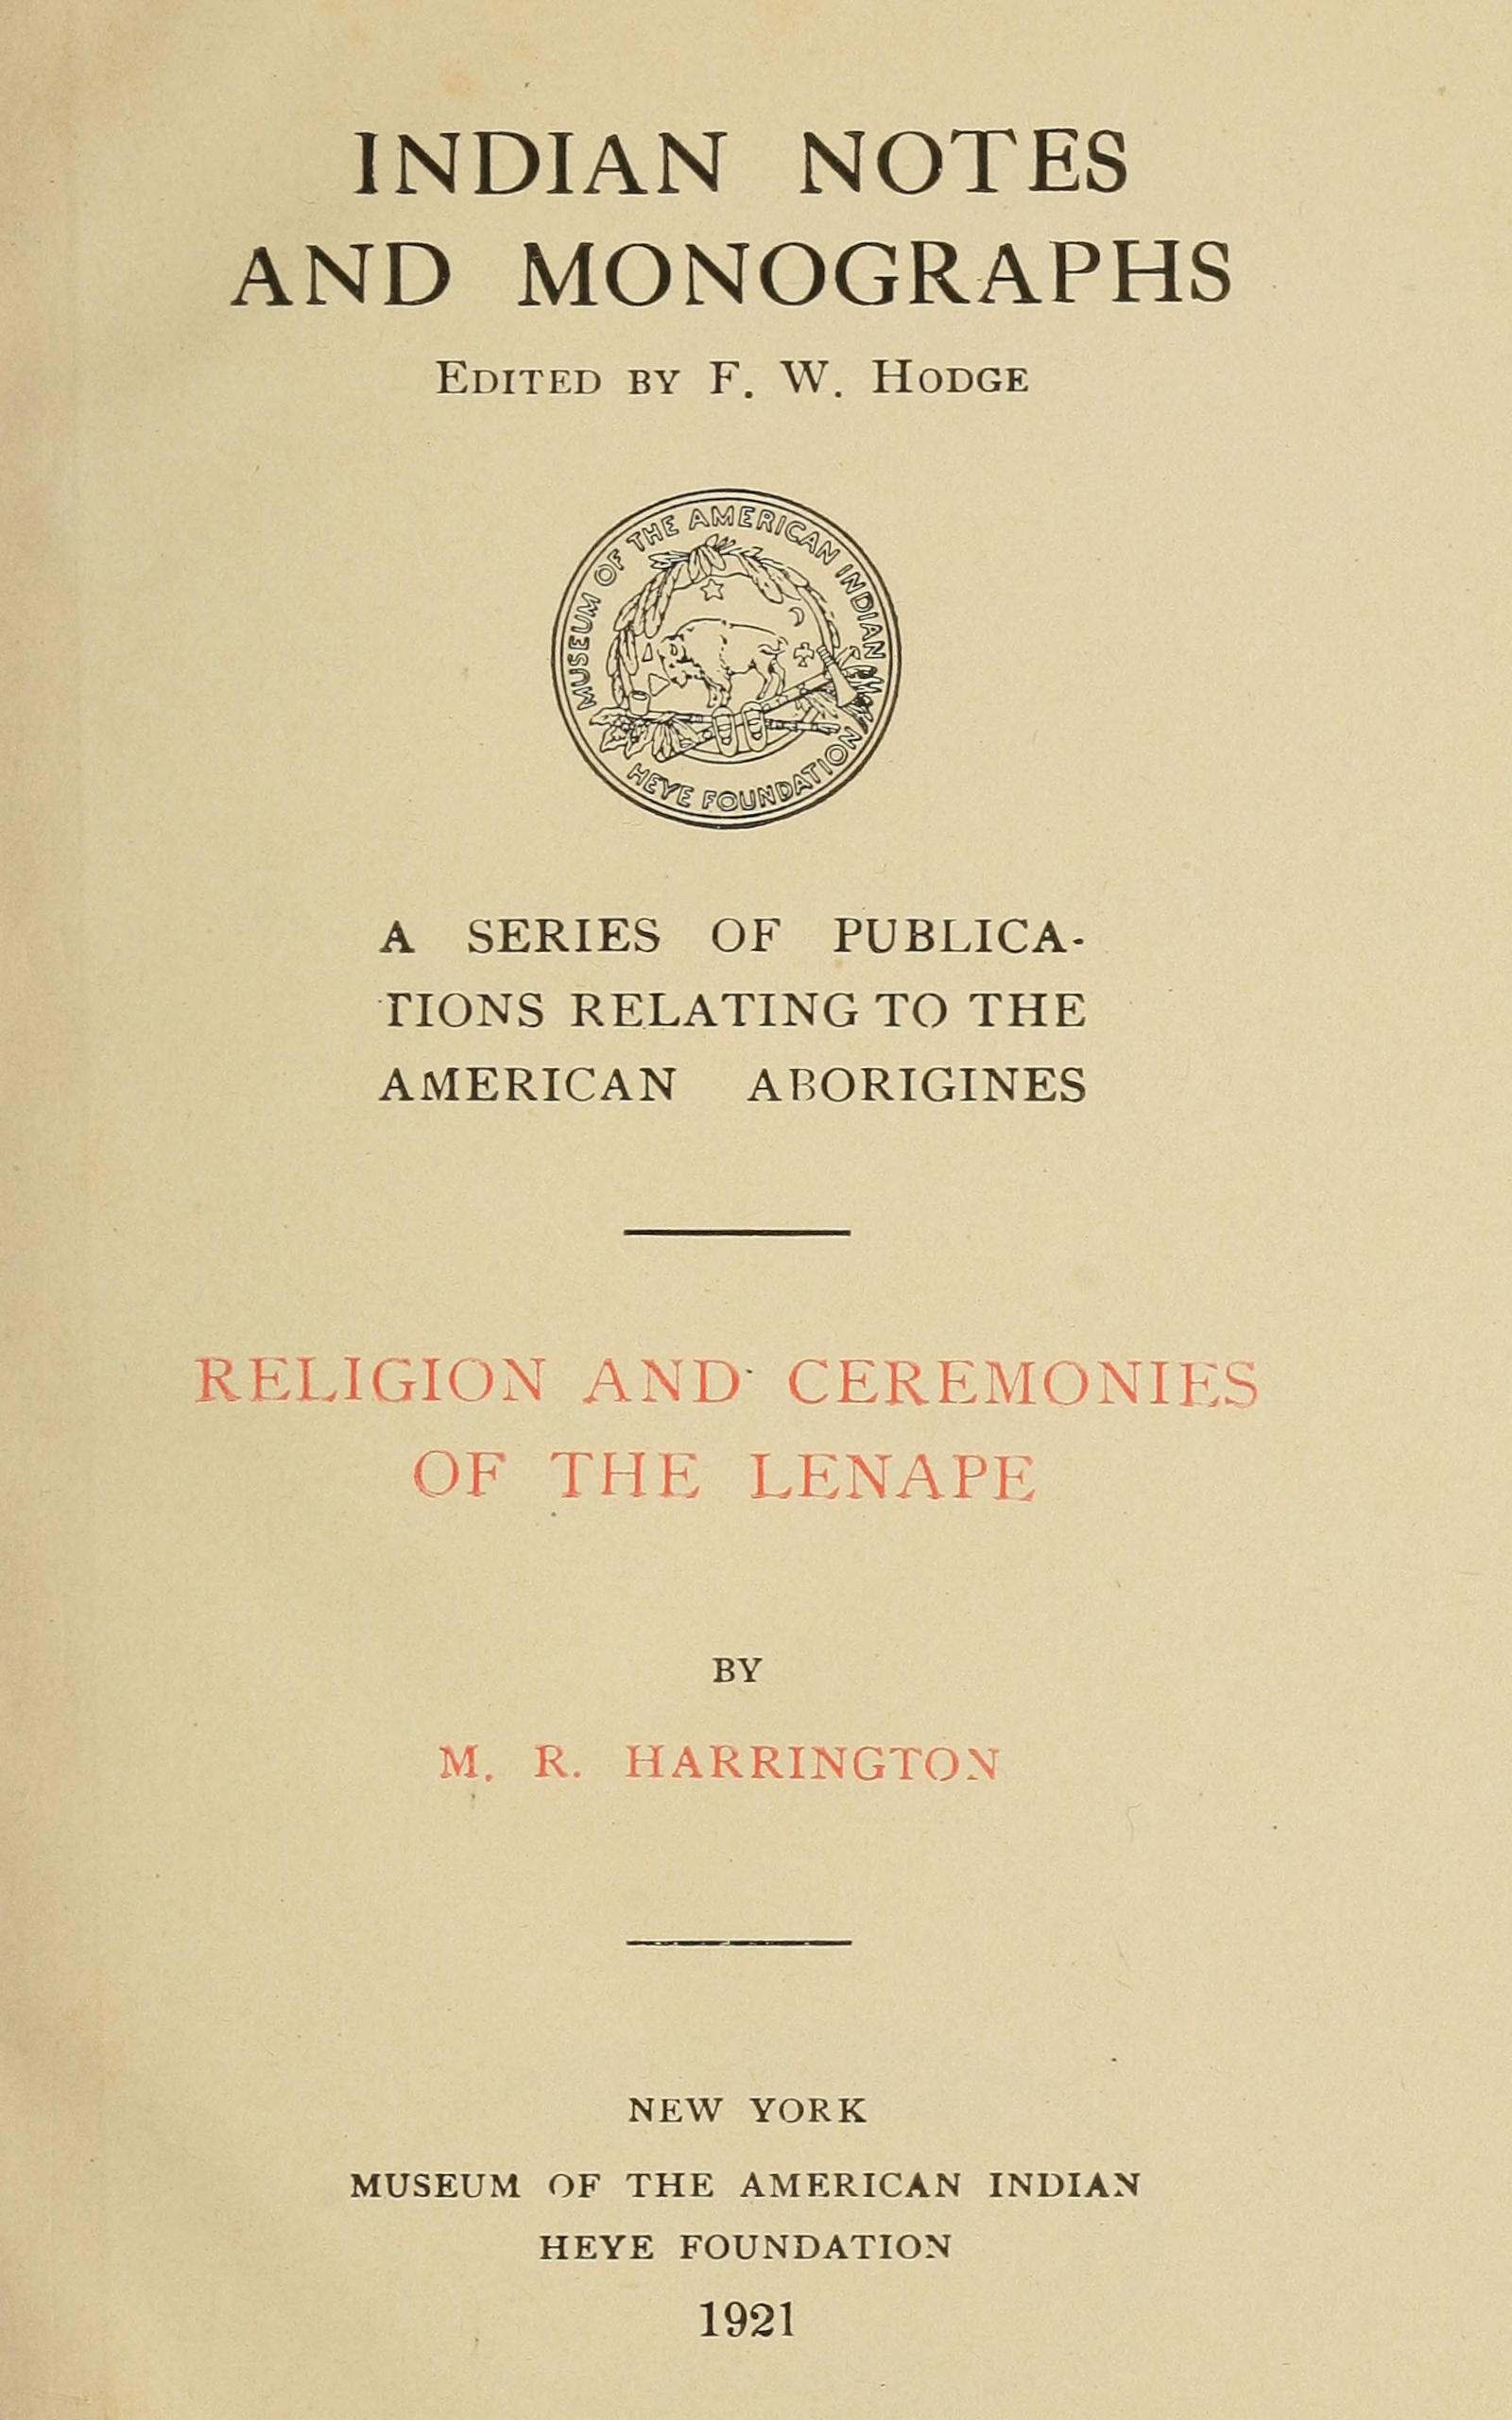 INDIAN NOTES
AND MONOGRAPHS
EDITED BY F. W. HODGE
MUSEUM OF THE AMERICAN INDIAN
HEYE FOUNDATION
A SERIES OF PUBLICA-
TIONS RELATING TO THE
AMERICAN ABORIGINES
RELIGION AND CEREMONIES
OF THE LENAPE
BY
M. R. HARRINGTON
NEW YORK
MUSEUM OF THE AMERICAN INDIAN
HEYE FOUNDATION
1921